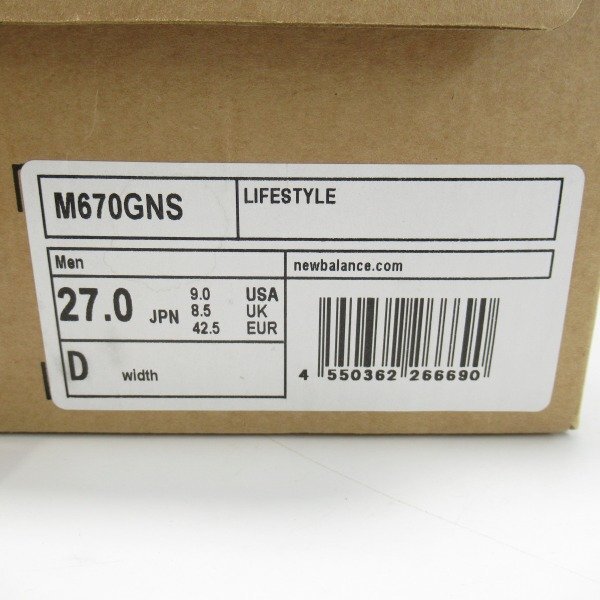 M670GNS
LIFESTYLE
Men
newbalance.com
27.0 JPN
9.0 USA
8.5 UK
42.5 EUR
D width
4 550362 266690